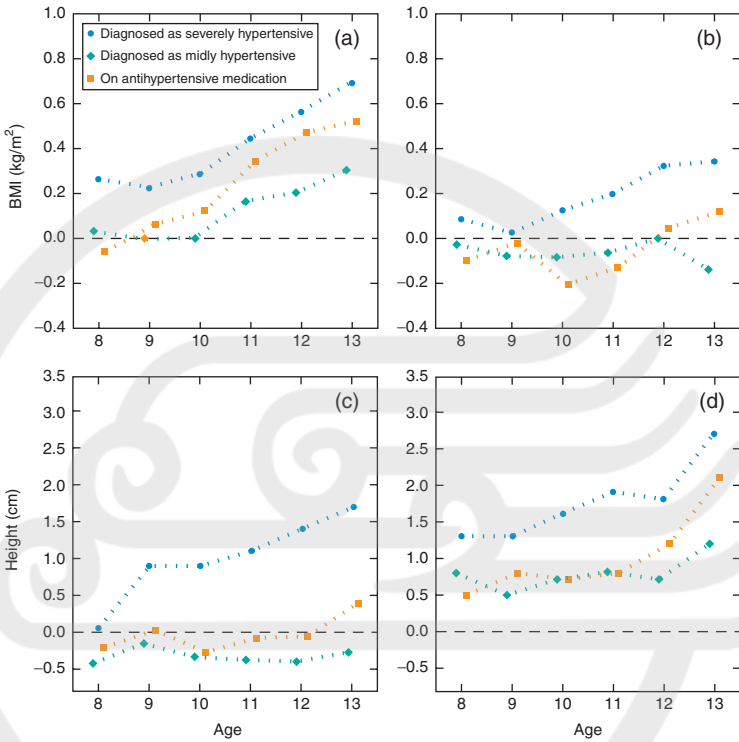 1.0
0.8
0.6
0.4
0.2
0.0
−0.2
−0.4
BMI (kg/m²)
Diagnosed as severely hypertensive
Diagnosed as midly hypertensive
On antihypertensive medication
(a)
8 9 10 11 12 13
1.0
0.8
0.6
0.4
0.2
0.0
−0.2
−0.4
(b)
8 9 10 11 12 13
3.5
3.0
2.5
2.0
1.5
1.0
0.5
0.0
−0.5
Height (cm)
(c)
8 9 10 11 12 13
Age
3.5
3.0
2.5
2.0
1.5
1.0
0.5
0.0
−0.5
(d)
8 9 10 11 12 13
Age